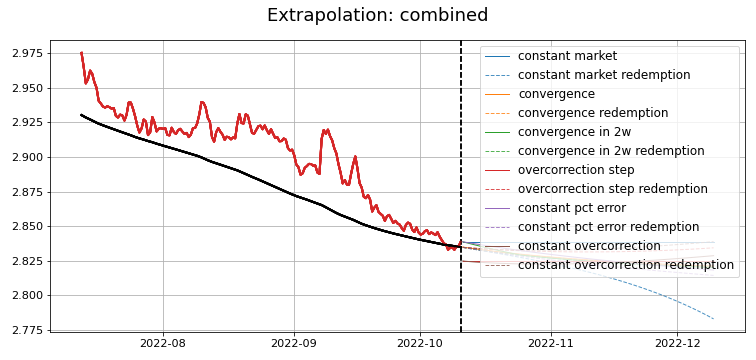 Extrapolation: combined
2.975
2.950
2.925
2.900
2.875
2.850
2.825
2.800
2.775
constant market
constant market redemption
convergence
convergence redemption
convergence in 2w
convergence in 2w redemption
overcorrection step
overcorrection step redemption
constant pct error
constant pct error redemption
constant overcorrection
constant overcorrection redemption
2022-08 2022-09 2022-10 2022-11 2022-12